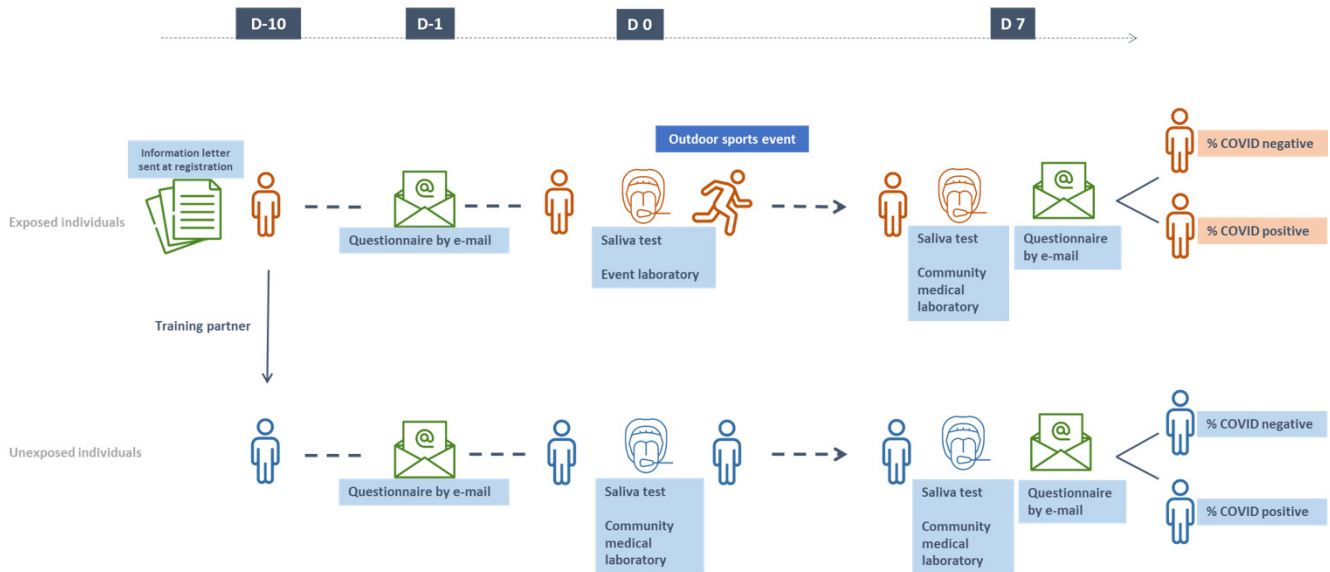 D-10
D-1
D 0
D 7
Outdoor sports event
Information letter
sent at registration
@
@
% COVID negative
Exposed individuals
% COVID positive
Questionnaire by e-mail
Saliva test
Event laboratory
Saliva test
Community
medical
laboratory
Questionnaire
by e-mail
Training partner
@
@
% COVID negative
Unexposed individuals
% COVID positive
Questionnaire by e-mail
Saliva test
Community
medical
laboratory
Saliva test
Community
medical
laboratory
Questionnaire
by e-mail